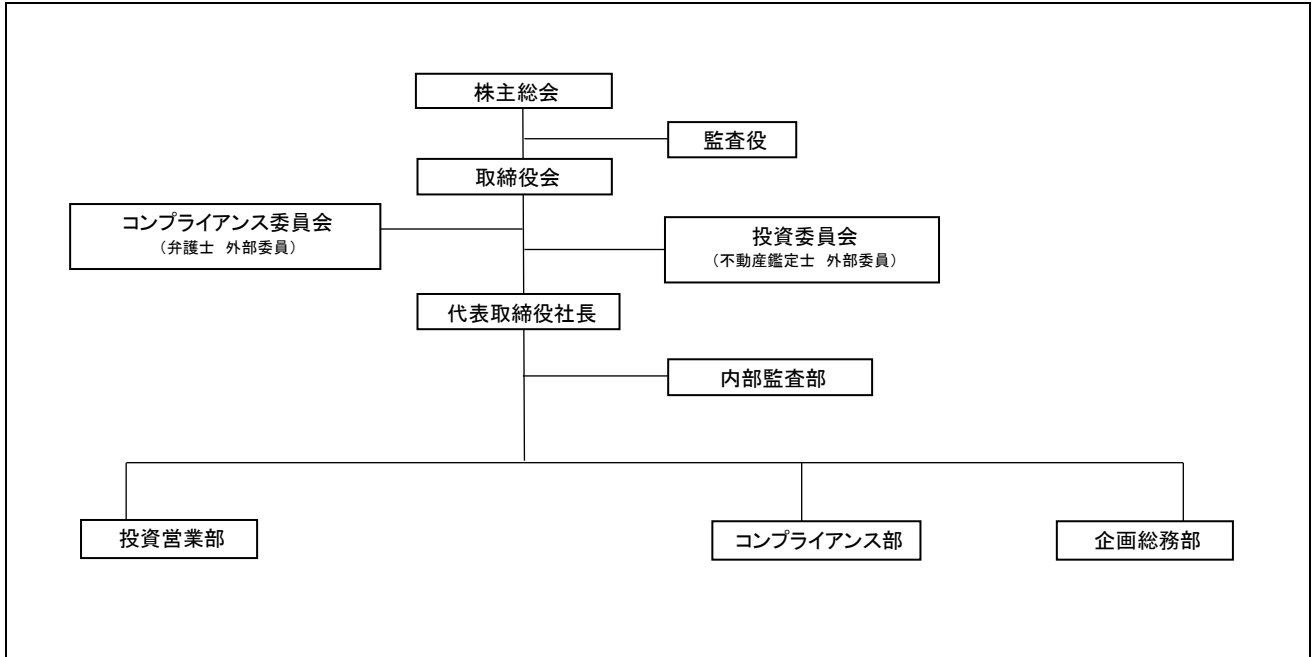 株主総会
監査役
取締役会
コンプライアンス委員会
(弁護士 外部委員)
投資委員会
(不動産鑑定士 外部委員)
代表取締役社長
内部監査部
投資営業部
コンプライアンス部
企画総務部